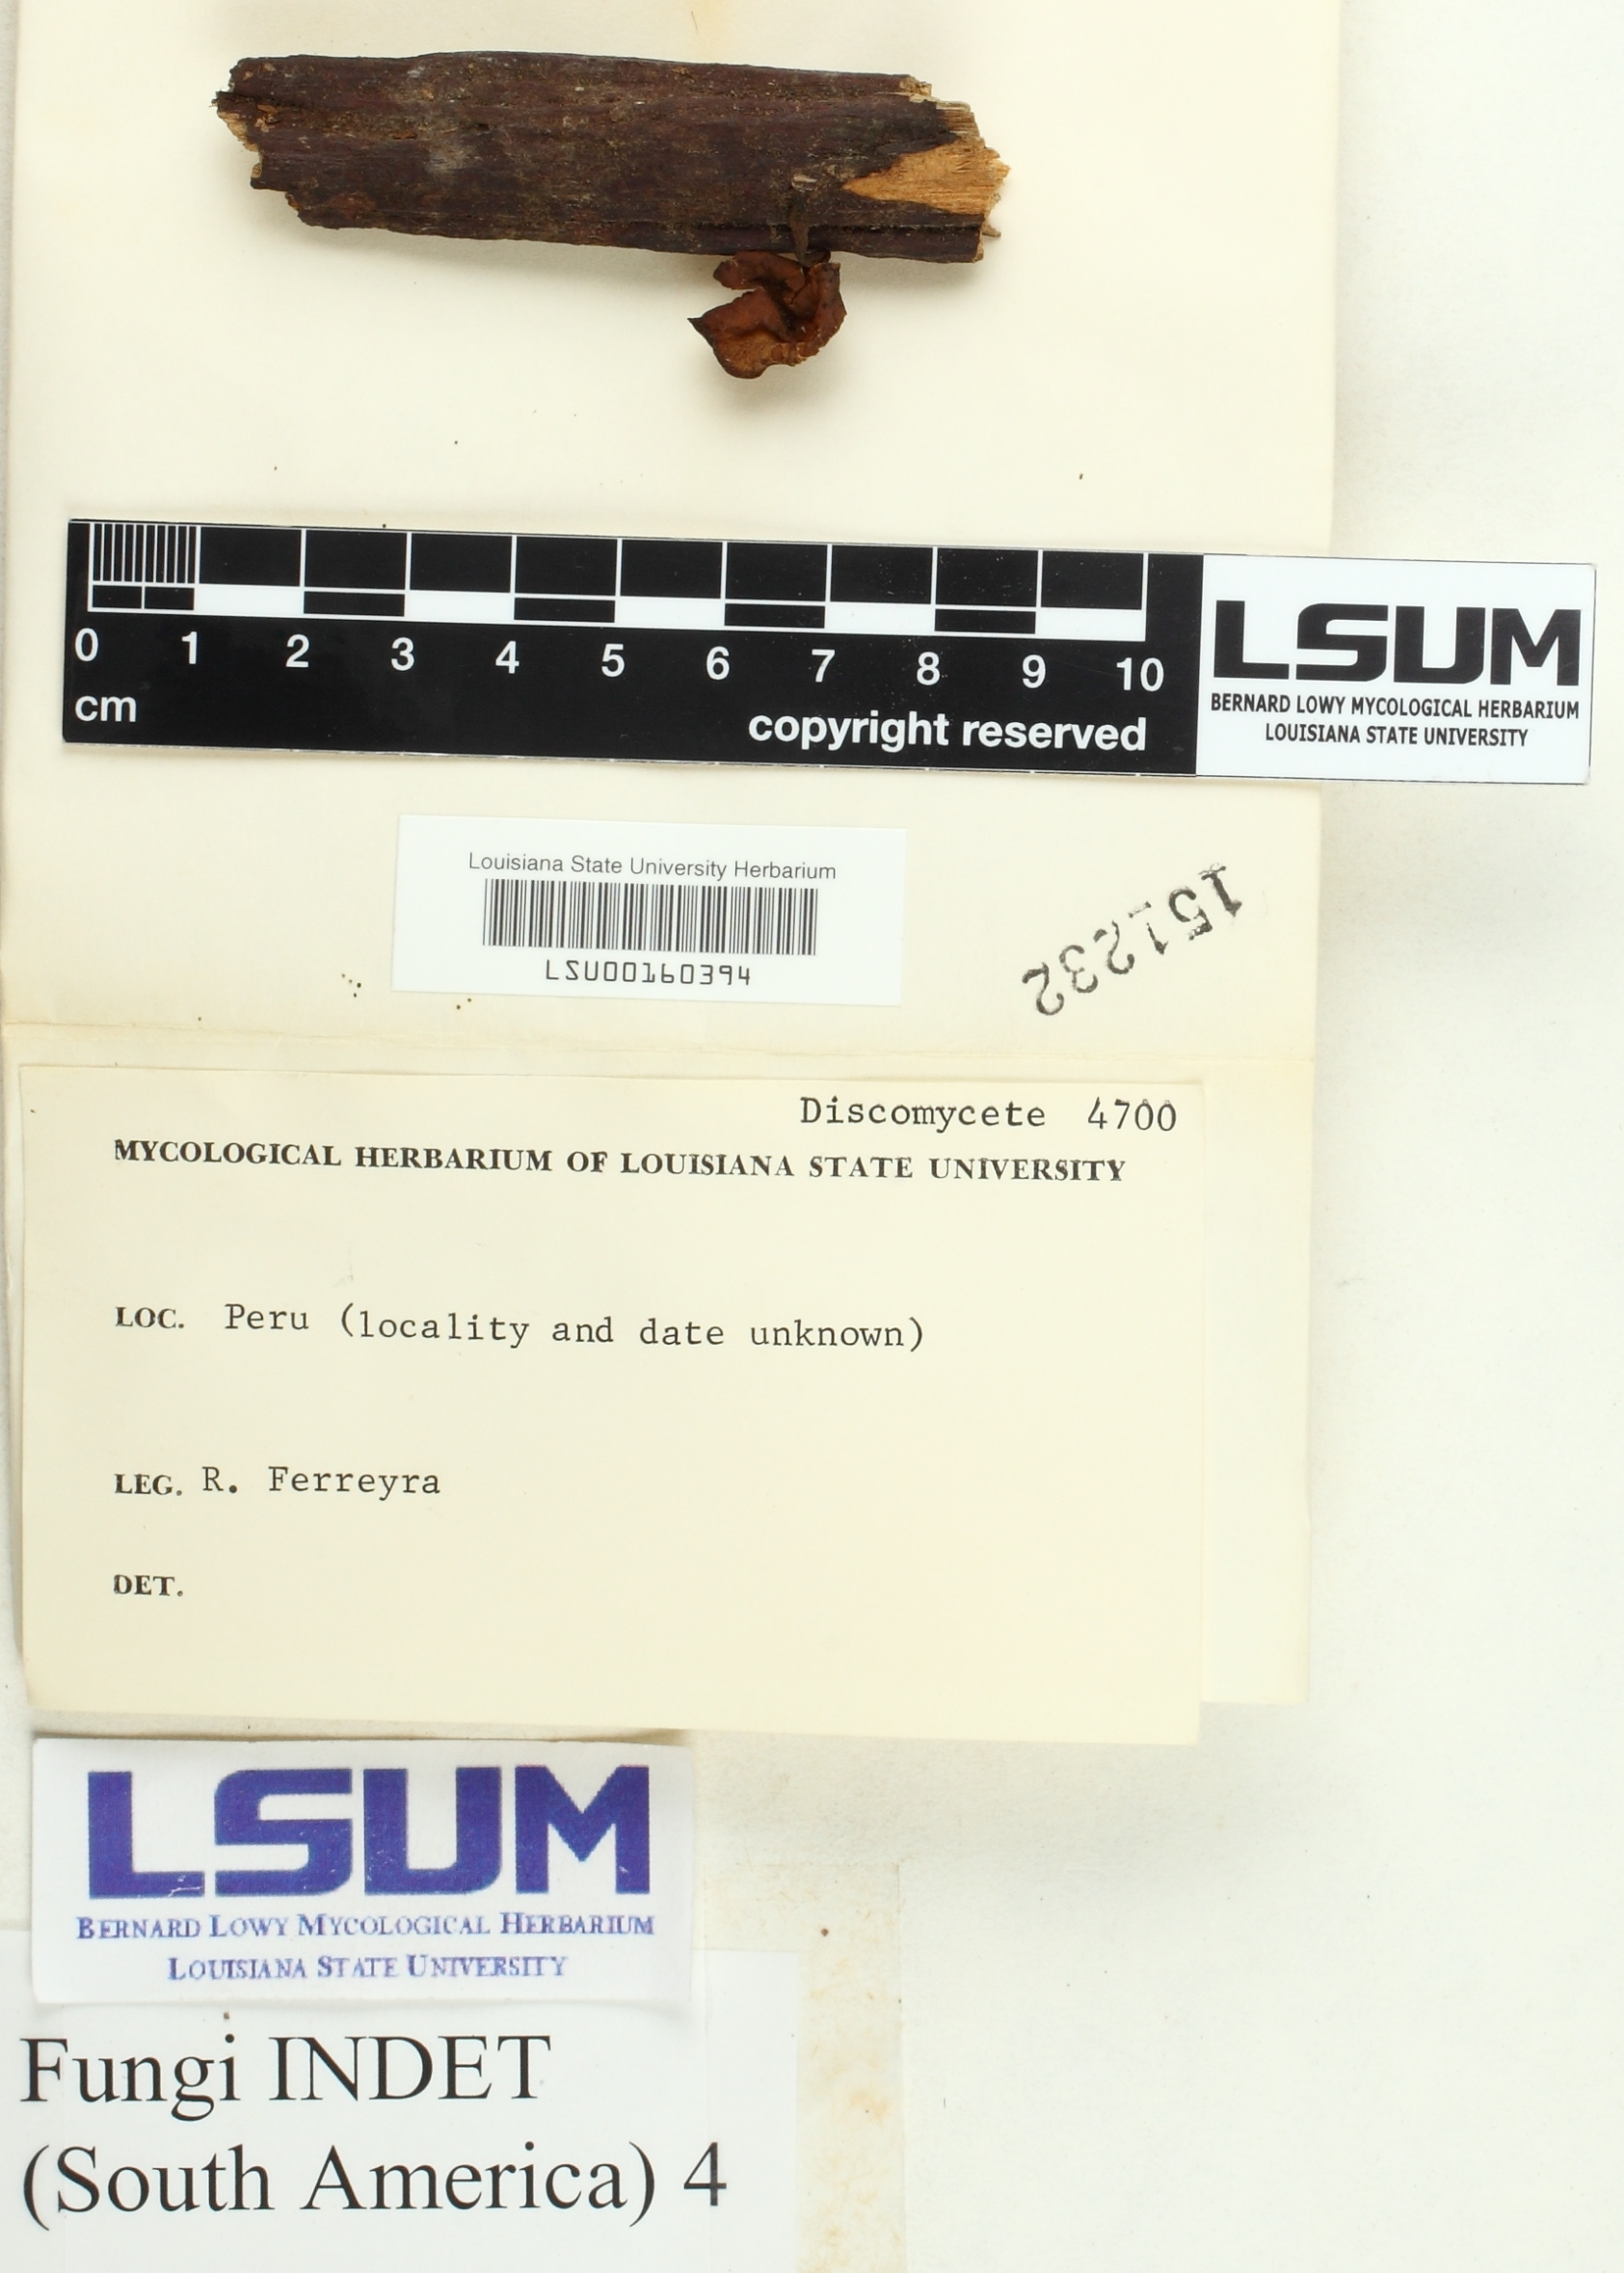 0 1 2 3 4 5 6 7 8 9 10
cm
copyright reserved
LSUM
BERNARD LOWY MYCOLOGICAL HERBARIUM
LOUISIANA STATE UNIVERSITY
Louisiana State University Herbarium
LSU00160394
151232
Discomycete 4700
MYCOLOGICAL HERBARIUM OF LOUISIANA STATE UNIVERSITY
LOC. Peru (locality and date unknown)
LEG. R. Ferreyra
DET.
LSUM
BERNARD LOWY MYCOLOGICAL HERBARIUM
LOUISIANA STATE UNIVERSITY
Fungi INDET
(South America) 4